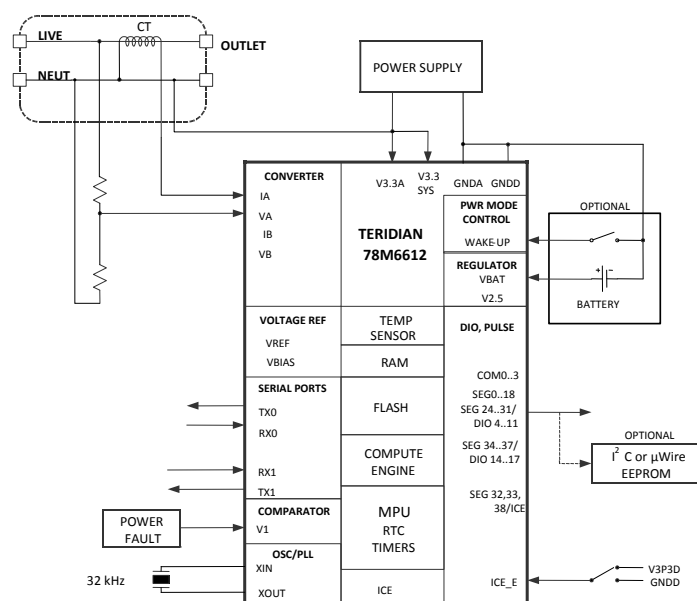 CT
LIVE
OUTLET
NEUT
POWER SUPPLY
CONVERTER
IA
VA
IB
VB
V3.3A
V3.3
SYS
GNDA
GNDD
TERIDIAN
78M6612
PWR MODE
CONTROL
WAKE-UP
REGULATOR
VBAT
V2.5
OPTIONAL
BATTERY
VOLTAGE REF
VREF
VBIAS
TEMP
SENSOR
RAM
DIO, PULSE
COM0..3
SEG0..18
SEG 24..31/
DIO 4..11
SEG 34..37/
DIO 14..17
SEG 32,33,
38/ICE
ICE_E
SERIAL PORTS
TX0
RX0
RX1
TX1
FLASH
COMPUTE
ENGINE
MPU
RTC
TIMERS
ICE
COMPARATOR
V1
OSC/PLL
XIN
XOUT
POWER
FAULT
32 kHz
OPTIONAL
I² C or µWire
EEPROM
V3P3D
GNDD